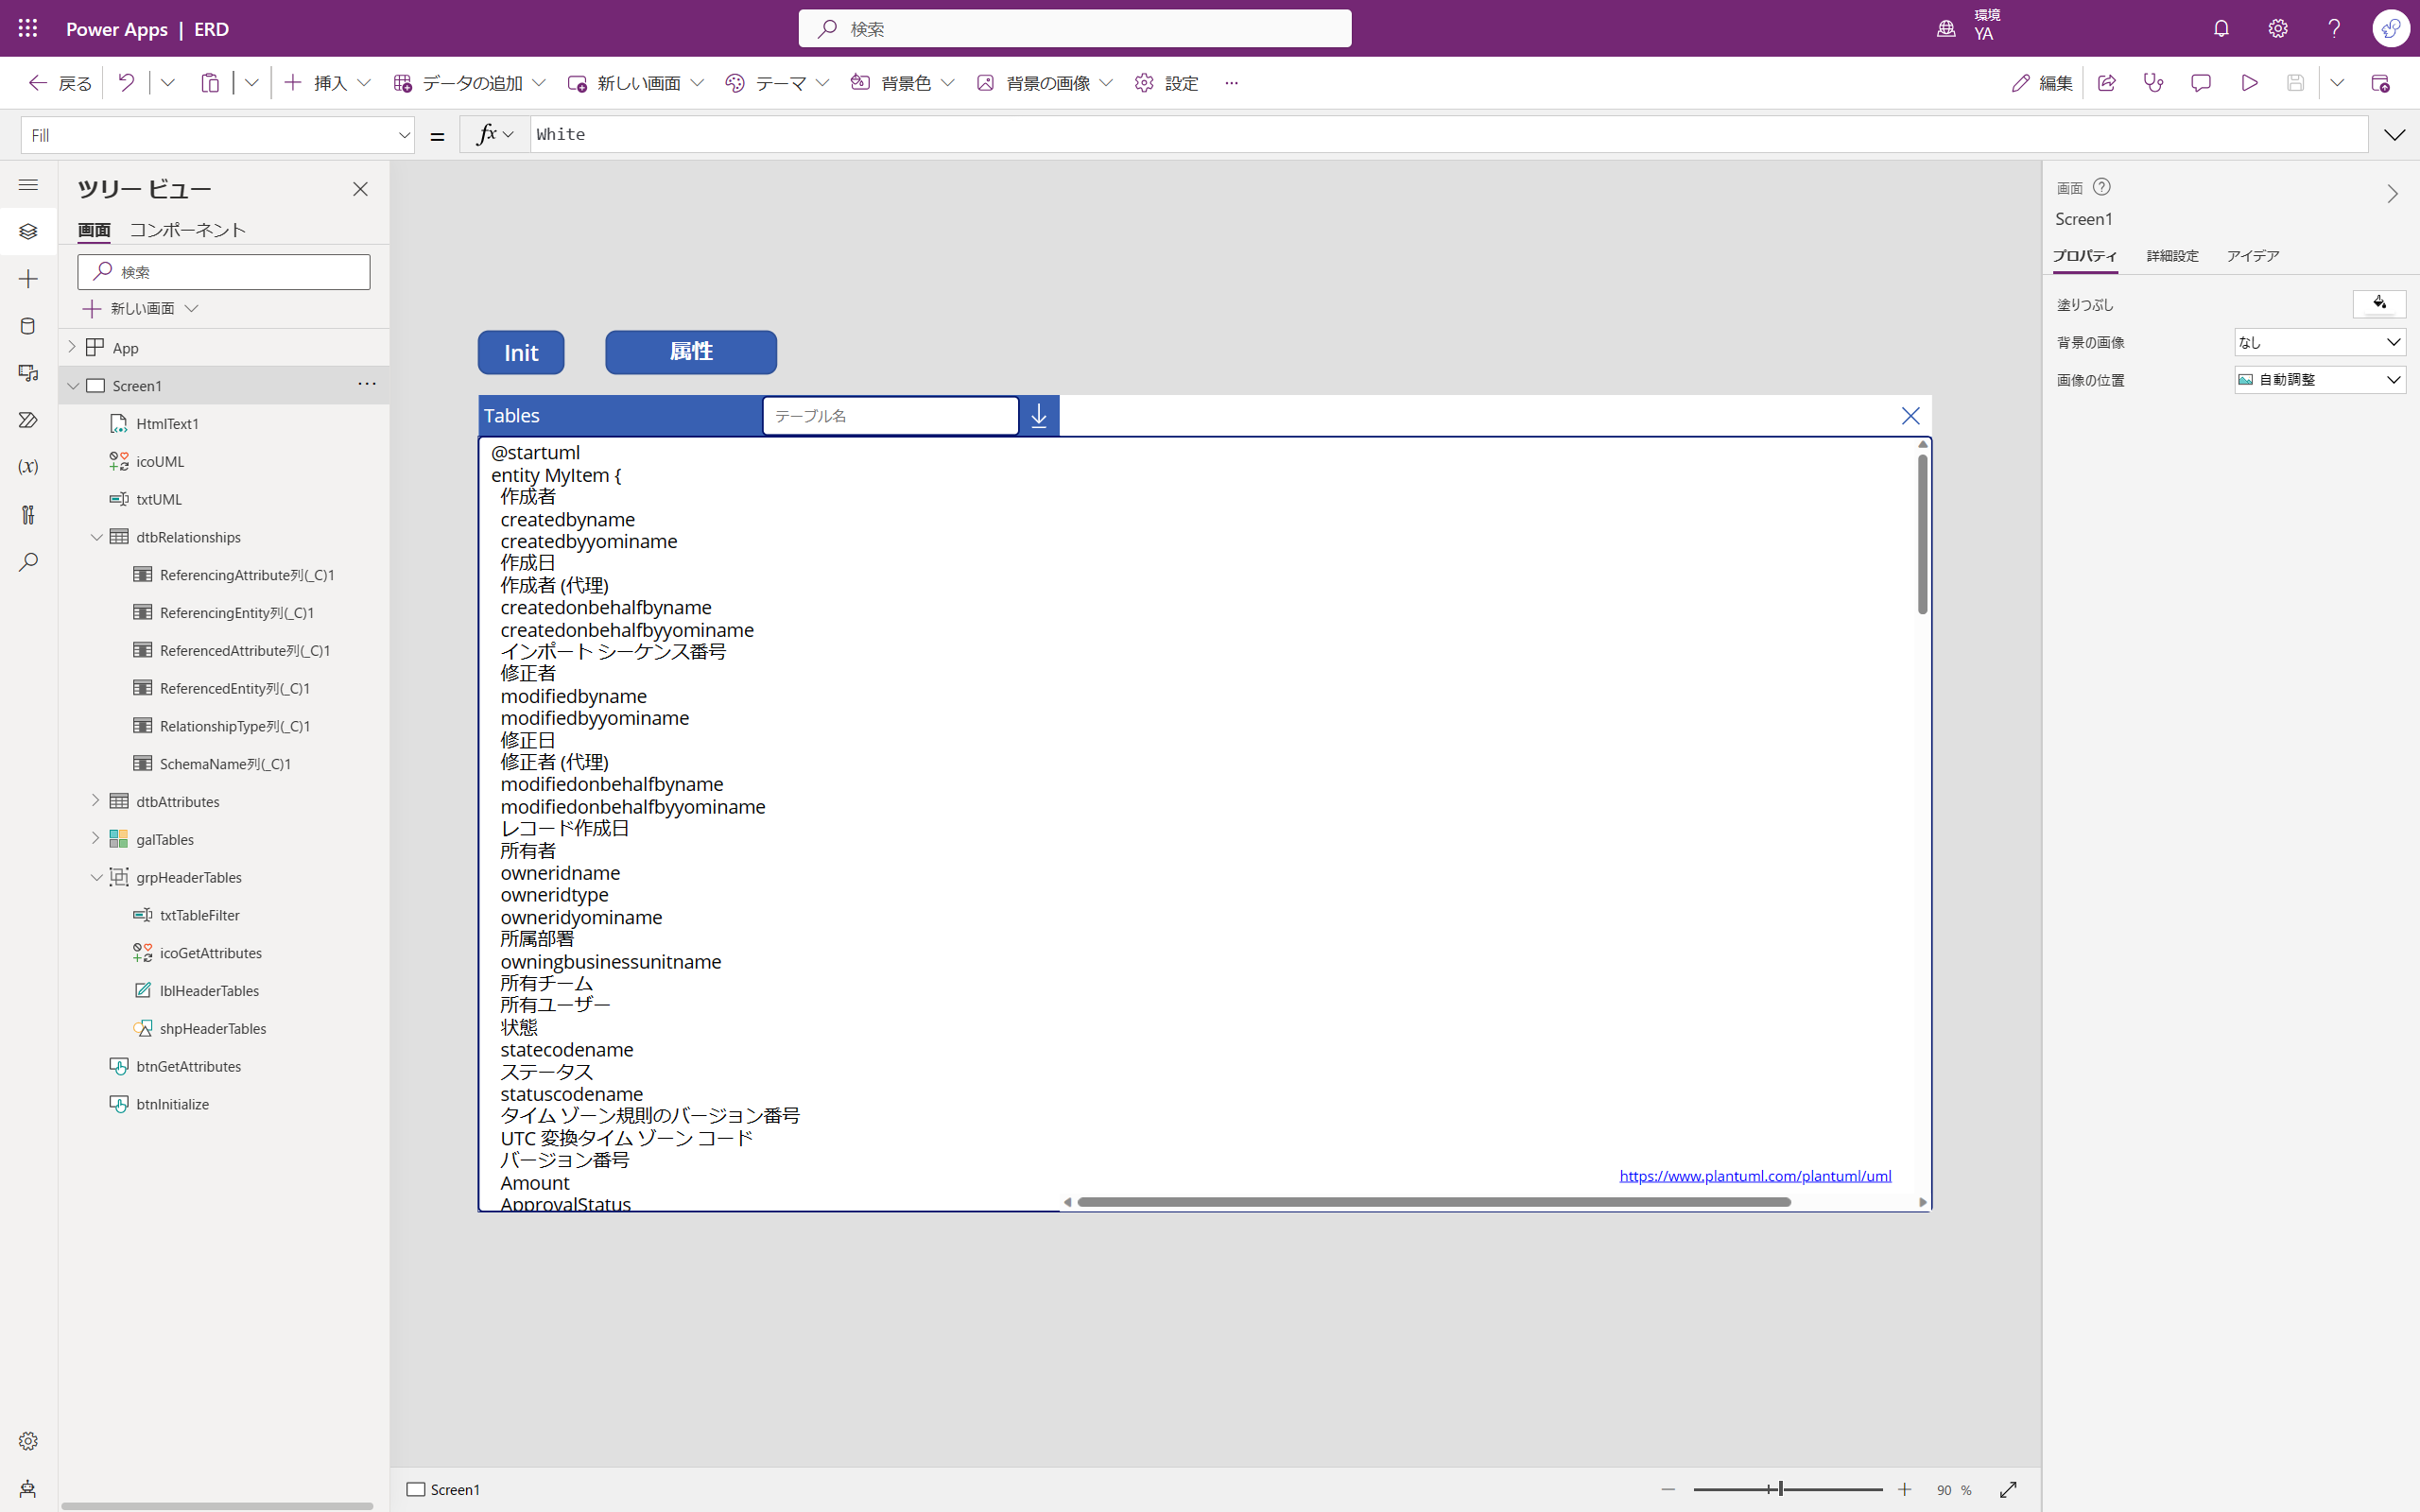 Power Apps | ERD
検索
環境
YA
戻る
挿入
データの追加
新しい画面
テーマ
背景色
背景の画像
設定
編集
Fill
=
fx
White
ツリー ビュー
画面
コンポーネント
検索
新しい画面
App
Screen1
HtmlText1
icoUML
txtUML
dtbRelationships
ReferencingAttribute列(_C)1
ReferencingEntity列(_C)1
ReferencedAttribute列(_C)1
ReferencedEntity列(_C)1
RelationshipType列(_C)1
SchemaName列(_C)1
dtbAttributes
galTables
grpHeaderTables
txtTableFilter
icoGetAttributes
lblHeaderTables
shpHeaderTables
btnGetAttributes
btnInitialize
Init
属性
Tables
テーブル名
@startuml
entity MyItem {
作成者
createdbyname
createdbyyominame
作成日
作成者 (代理)
createdonbehalfbyname
createdonbehalfbyyominame
インポート シーケンス番号
修正者
modifiedbyname
modifiedbyyominame
修正日
修正者 (代理)
modifiedonbehalfbyname
modifiedonbehalfbyyominame
レコード作成日
所有者
owneridname
owneridtype
owneridyominame
所属部署
owningbusinessunitname
所有チーム
所有ユーザー
状態
statecodename
ステータス
statuscodename
タイム ゾーン規則のバージョン番号
UTC 変換タイム ゾーン コード
バージョン番号
Amount
ApprovalStatus
https://www.plantuml.com/plantuml/uml
画面
Screen1
プロパティ
詳細設定
アイデア
塗りつぶし
背景の画像
なし
画像の位置
自動調整
Screen1
90 %